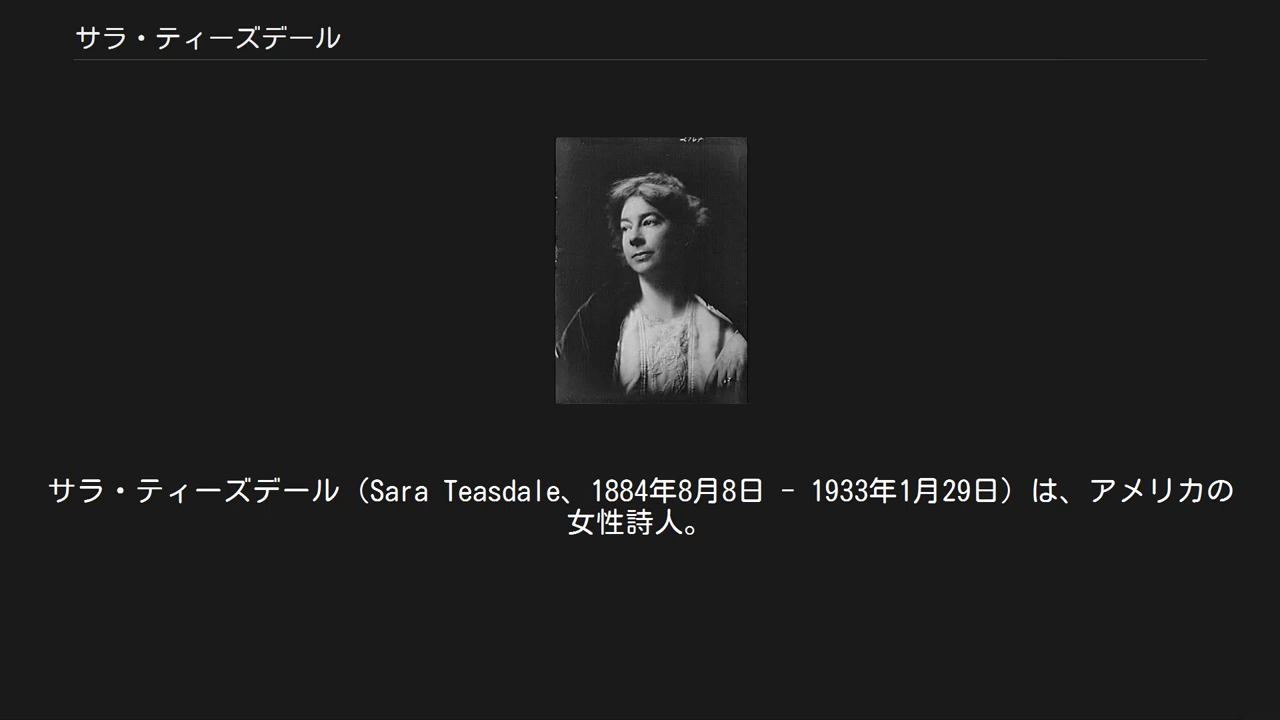 サラ・ティーズデール
サラ・ティーズデール（Sara Teasdale、1884年8月8日 - 1933年1月29日）は、アメリカの
女性詩人。